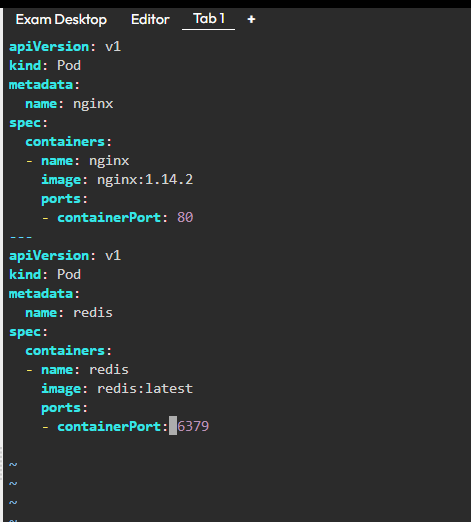 Exam Desktop Editor Tab 1 +
apiVersion: v1
kind: Pod
metadata:
  name: nginx
spec:
  containers:
  - name: nginx
    image: nginx:1.14.2
    ports:
    - containerPort: 80
---
apiVersion: v1
kind: Pod
metadata:
  name: redis
spec:
  containers:
  - name: redis
    image: redis:latest
    ports:
    - containerPort: 6379
~
~
~
~